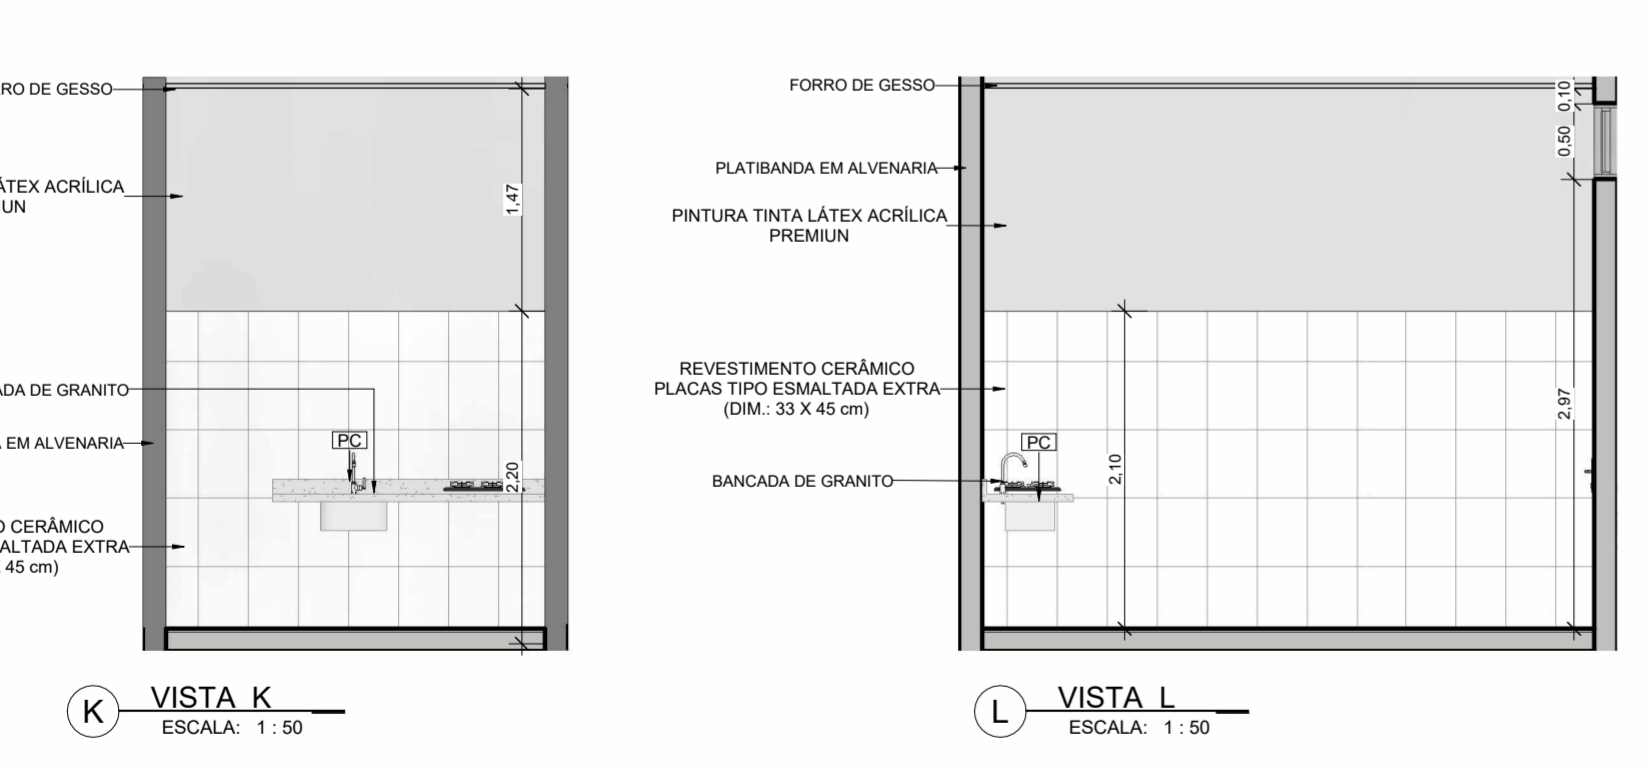 RO DE GESSO
ÁTEX ACRÍLICA
IUN
ADA DE GRANITO
PC
A EM ALVENARIA
O CERÂMICO
ALTADA EXTRA
45 cm)
1,47
2,20
K
VISTA K
ESCALA: 1 : 50
FORRO DE GESSO
PLATIBANDA EM ALVENARIA
PINTURA TINTA LÁTEX ACRÍLICA
PREMIUN
REVESTIMENTO CERÂMICO
PLACAS TIPO ESMALTADA EXTRA
(DIM.: 33 X 45 cm)
PC
BANCADA DE GRANITO
2,10
0,10
0,50
2,97
L
VISTA L
ESCALA: 1 : 50